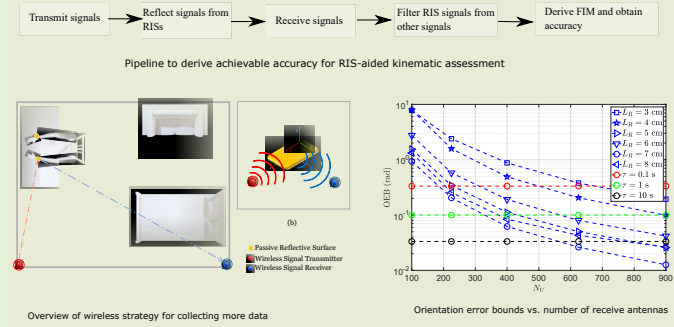 Transmit signals
Reflect signals from
RISs
Receive signals
Filter RIS signals from
other signals
Derive FIM and obtain
accuracy
Pipeline to derive achievable accuracy for RIS-aided kinematic assessment
(b)
Passive Reflective Surface
Wireless Signal Transmitter
Wireless Signal Receiver
Overview of wireless strategy for collecting more data
OEB (rad)
10^1
10^0
10^-1
10^-2
100 200 300 400 500 600 700 800 900
N_U
L_R = 3 cm
L_R = 4 cm
L_R = 5 cm
L_R = 6 cm
L_R = 7 cm
L_R = 8 cm
τ = 0.1 s
τ = 1 s
τ = 10 s
Orientation error bounds vs. number of receive antennas